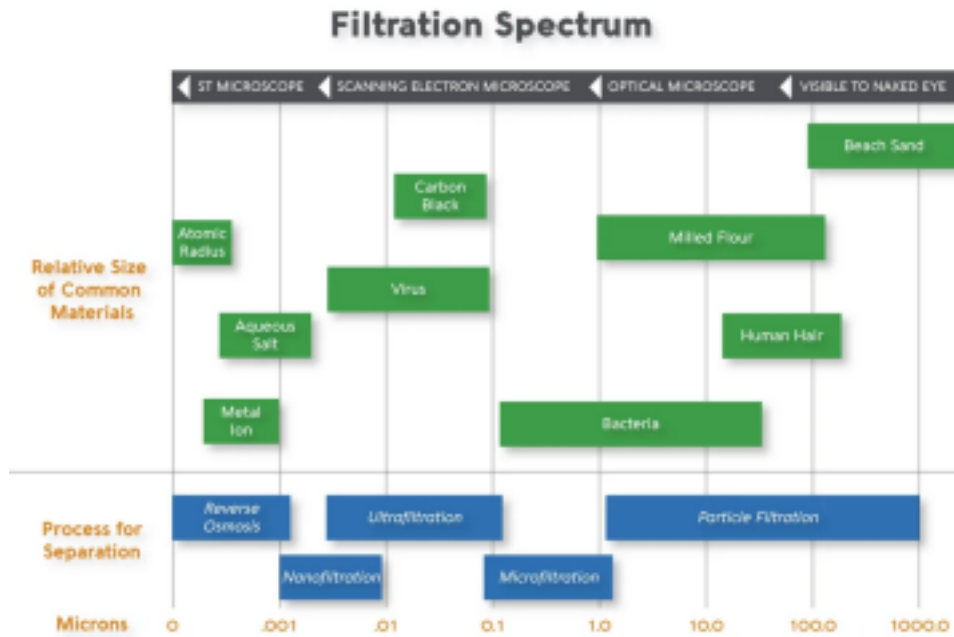 Filtration Spectrum
ST MICROSCOPE SCANNING ELECTRON MICROSCOPE OPTICAL MICROSCOPE VISIBLE TO NAKED EYE
Beach Sand
Carbon
Black
Atomic
Radius
Milled Flour
Relative Size
of Common
Materials
Virus
Aqueous
Salt
Human Hair
Metal
Ion
Bacteria
Process for
Separation
Reverse
Osmosis
Ultrafiltration
Particle Filtration
Nanofiltration
Microfiltration
Microns 0 .001 .01 0.1 1.0 10.0 100.0 1000.0